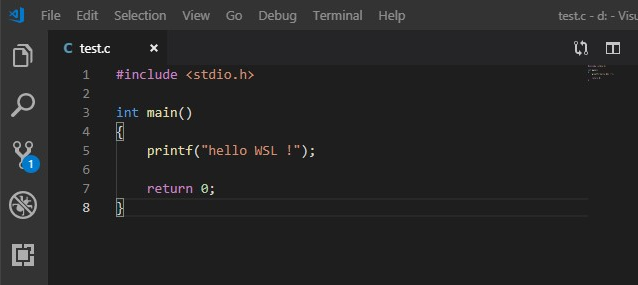 File Edit Selection View Go Debug Terminal Help test.c - d: - Visu
C test.c ×
1 #include <stdio.h>
2
3 int main()
4 {
5     printf("hello WSL !");
6
7     return 0;
8 }
1